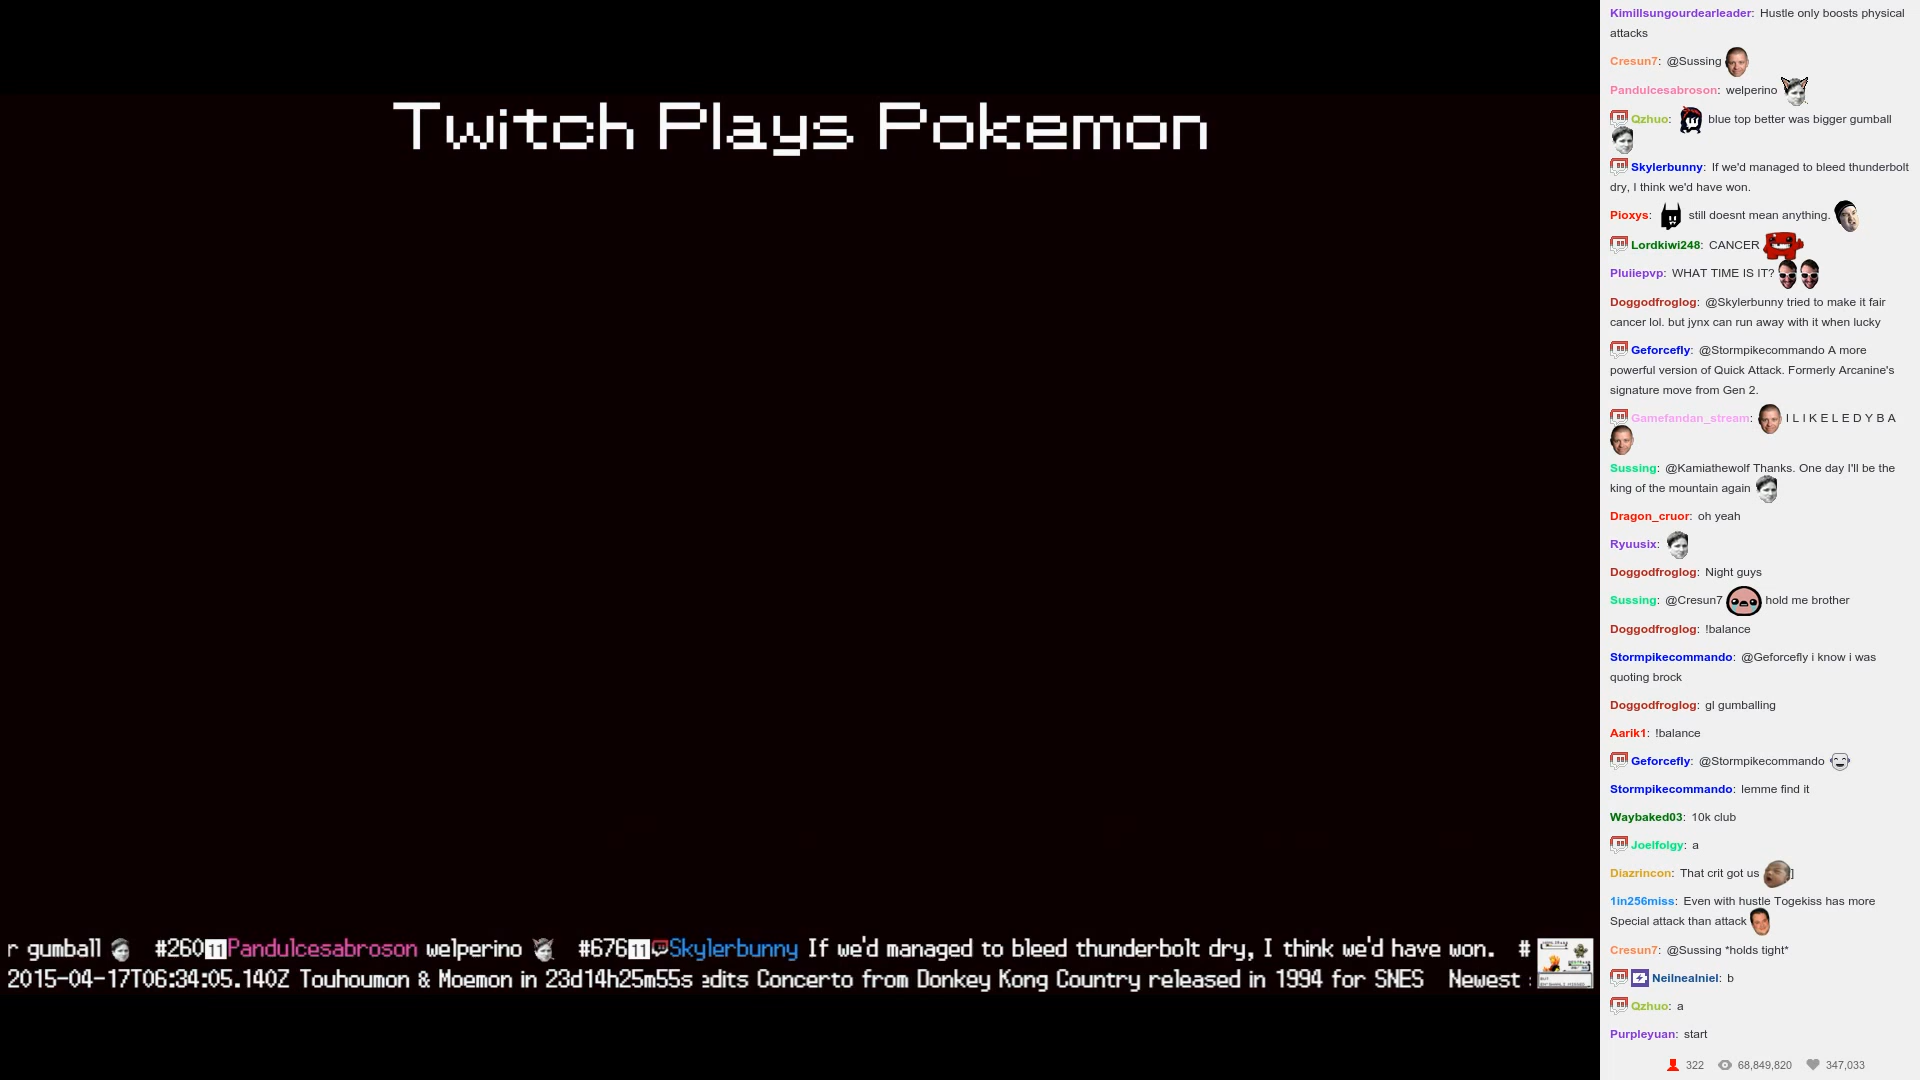 Twitch Plays Pokemon
r gumball #260 11 Pandulcesabroson welperino #676 11 Skylerbunny If we'd managed to bleed thunderbolt dry, I think we'd have won. #
2015-04-17T06:34:05.140Z Touhoumon & Moemon in 23d14h25m55s edits Concerto from Donkey Kong Country released in 1994 for SNES Newest
Kimillsungourdearleader: Hustle only boosts physical
attacks
Cresun7: @Sussing
Pandulcesabroson: welperino
Qzhuo: blue top better was bigger gumball
Skylerbunny: If we'd managed to bleed thunderbolt
dry, I think we'd have won.
Pioxys: still doesnt mean anything.
Lordkiwi248: CANCER
Pluiiepvp: WHAT TIME IS IT?
Doggodfroglog: @Skylerbunny tried to make it fair
cancer lol. but jynx can run away with it when lucky
Geforcefly: @Stormpikecommando A more
powerful version of Quick Attack. Formerly Arcanine's
signature move from Gen 2.
Gamefandan_stream: I L I K E L E D Y B A
Sussing: @Kamiathewolf Thanks. One day I'll be the
king of the mountain again
Dragon_cruor: oh yeah
Ryuusix:
Doggodfroglog: Night guys
Sussing: @Cresun7 hold me brother
Doggodfroglog: !balance
Stormpikecommando: @Geforcefly i know i was
quoting brock
Doggodfroglog: gl gumballing
Aarik1: !balance
Geforcefly: @Stormpikecommando
Stormpikecommando: lemme find it
Waybaked03: 10k club
Joelfolgy: a
Diazrincon: That crit got us ]
1in256miss: Even with hustle Togekiss has more
Special attack than attack
Cresun7: @Sussing *holds tight*
Neilnealniel: b
Qzhuo: a
Purpleyuan: start
322 68,849,820 347,033